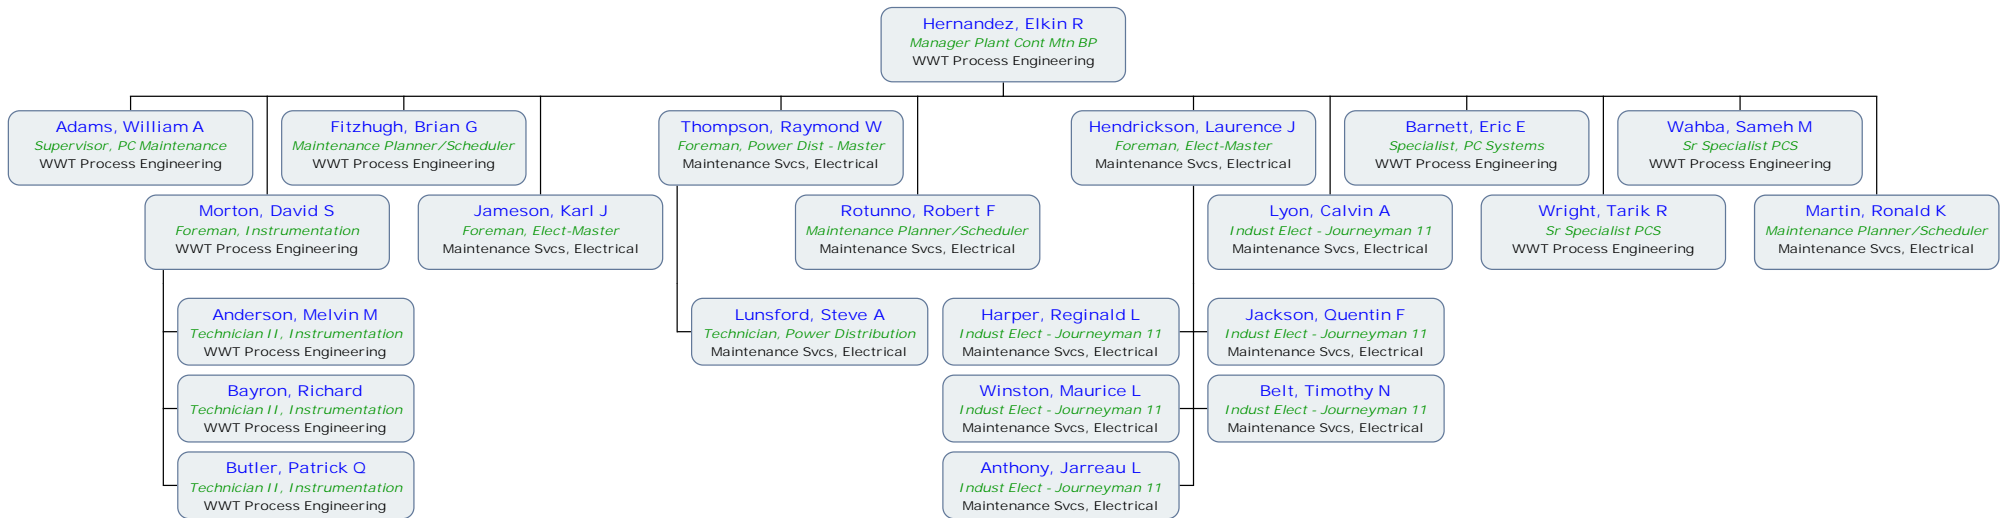 Hernandez, Elkin R
Manager Plant Cont Mtn BP
WWT Process Engineering
Adams, William A
Supervisor, PC Maintenance
WWT Process Engineering
Fitzhugh, Brian G
Maintenance Planner/Scheduler
WWT Process Engineering
Thompson, Raymond W
Foreman, Power Dist - Master
Maintenance Svcs, Electrical
Hendrickson, Laurence J
Foreman, Elect-Master
Maintenance Svcs, Electrical
Barnett, Eric E
Specialist, PC Systems
WWT Process Engineering
Wahba, Sameh M
Sr Specialist PCS
WWT Process Engineering
Morton, David S
Foreman, Instrumentation
WWT Process Engineering
Jameson, Karl J
Foreman, Elect-Master
Maintenance Svcs, Electrical
Rotunno, Robert F
Maintenance Planner/Scheduler
Maintenance Svcs, Electrical
Lyon, Calvin A
Indust Elect - Journeyman 11
Maintenance Svcs, Electrical
Wright, Tarik R
Sr Specialist PCS
WWT Process Engineering
Martin, Ronald K
Maintenance Planner/Scheduler
Maintenance Svcs, Electrical
Anderson, Melvin M
Technician II, Instrumentation
WWT Process Engineering
Lunsford, Steve A
Technician, Power Distribution
Maintenance Svcs, Electrical
Harper, Reginald L
Indust Elect - Journeyman 11
Maintenance Svcs, Electrical
Jackson, Quentin F
Indust Elect - Journeyman 11
Maintenance Svcs, Electrical
Bayron, Richard
Technician II, Instrumentation
WWT Process Engineering
Winston, Maurice L
Indust Elect - Journeyman 11
Maintenance Svcs, Electrical
Belt, Timothy N
Indust Elect - Journeyman 11
Maintenance Svcs, Electrical
Butler, Patrick Q
Technician II, Instrumentation
WWT Process Engineering
Anthony, Jarreau L
Indust Elect - Journeyman 11
Maintenance Svcs, Electrical